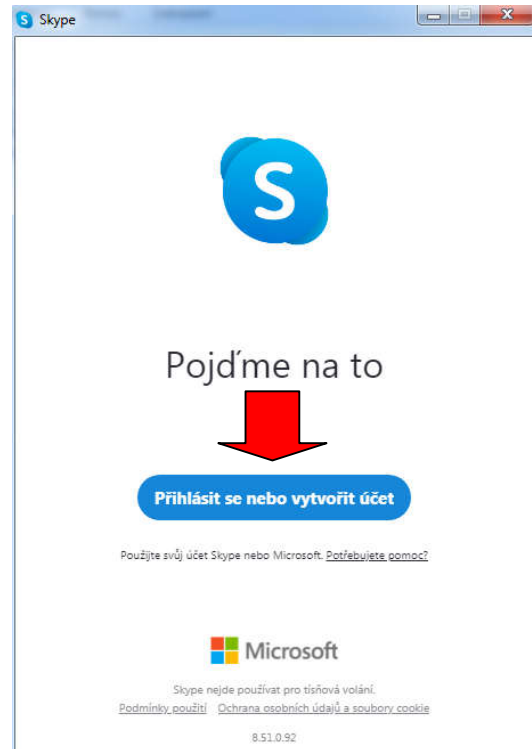 Skype
S
Pojďme na to
Přihlásit se nebo vytvořit účet
Použijte svůj účet Skype nebo Microsoft. Potřebujete pomoc?
Microsoft
Skype nejde používat pro tísňová volání.
Podmínky použití Ochrana osobních údajů a soubory cookie
8.51.0.92